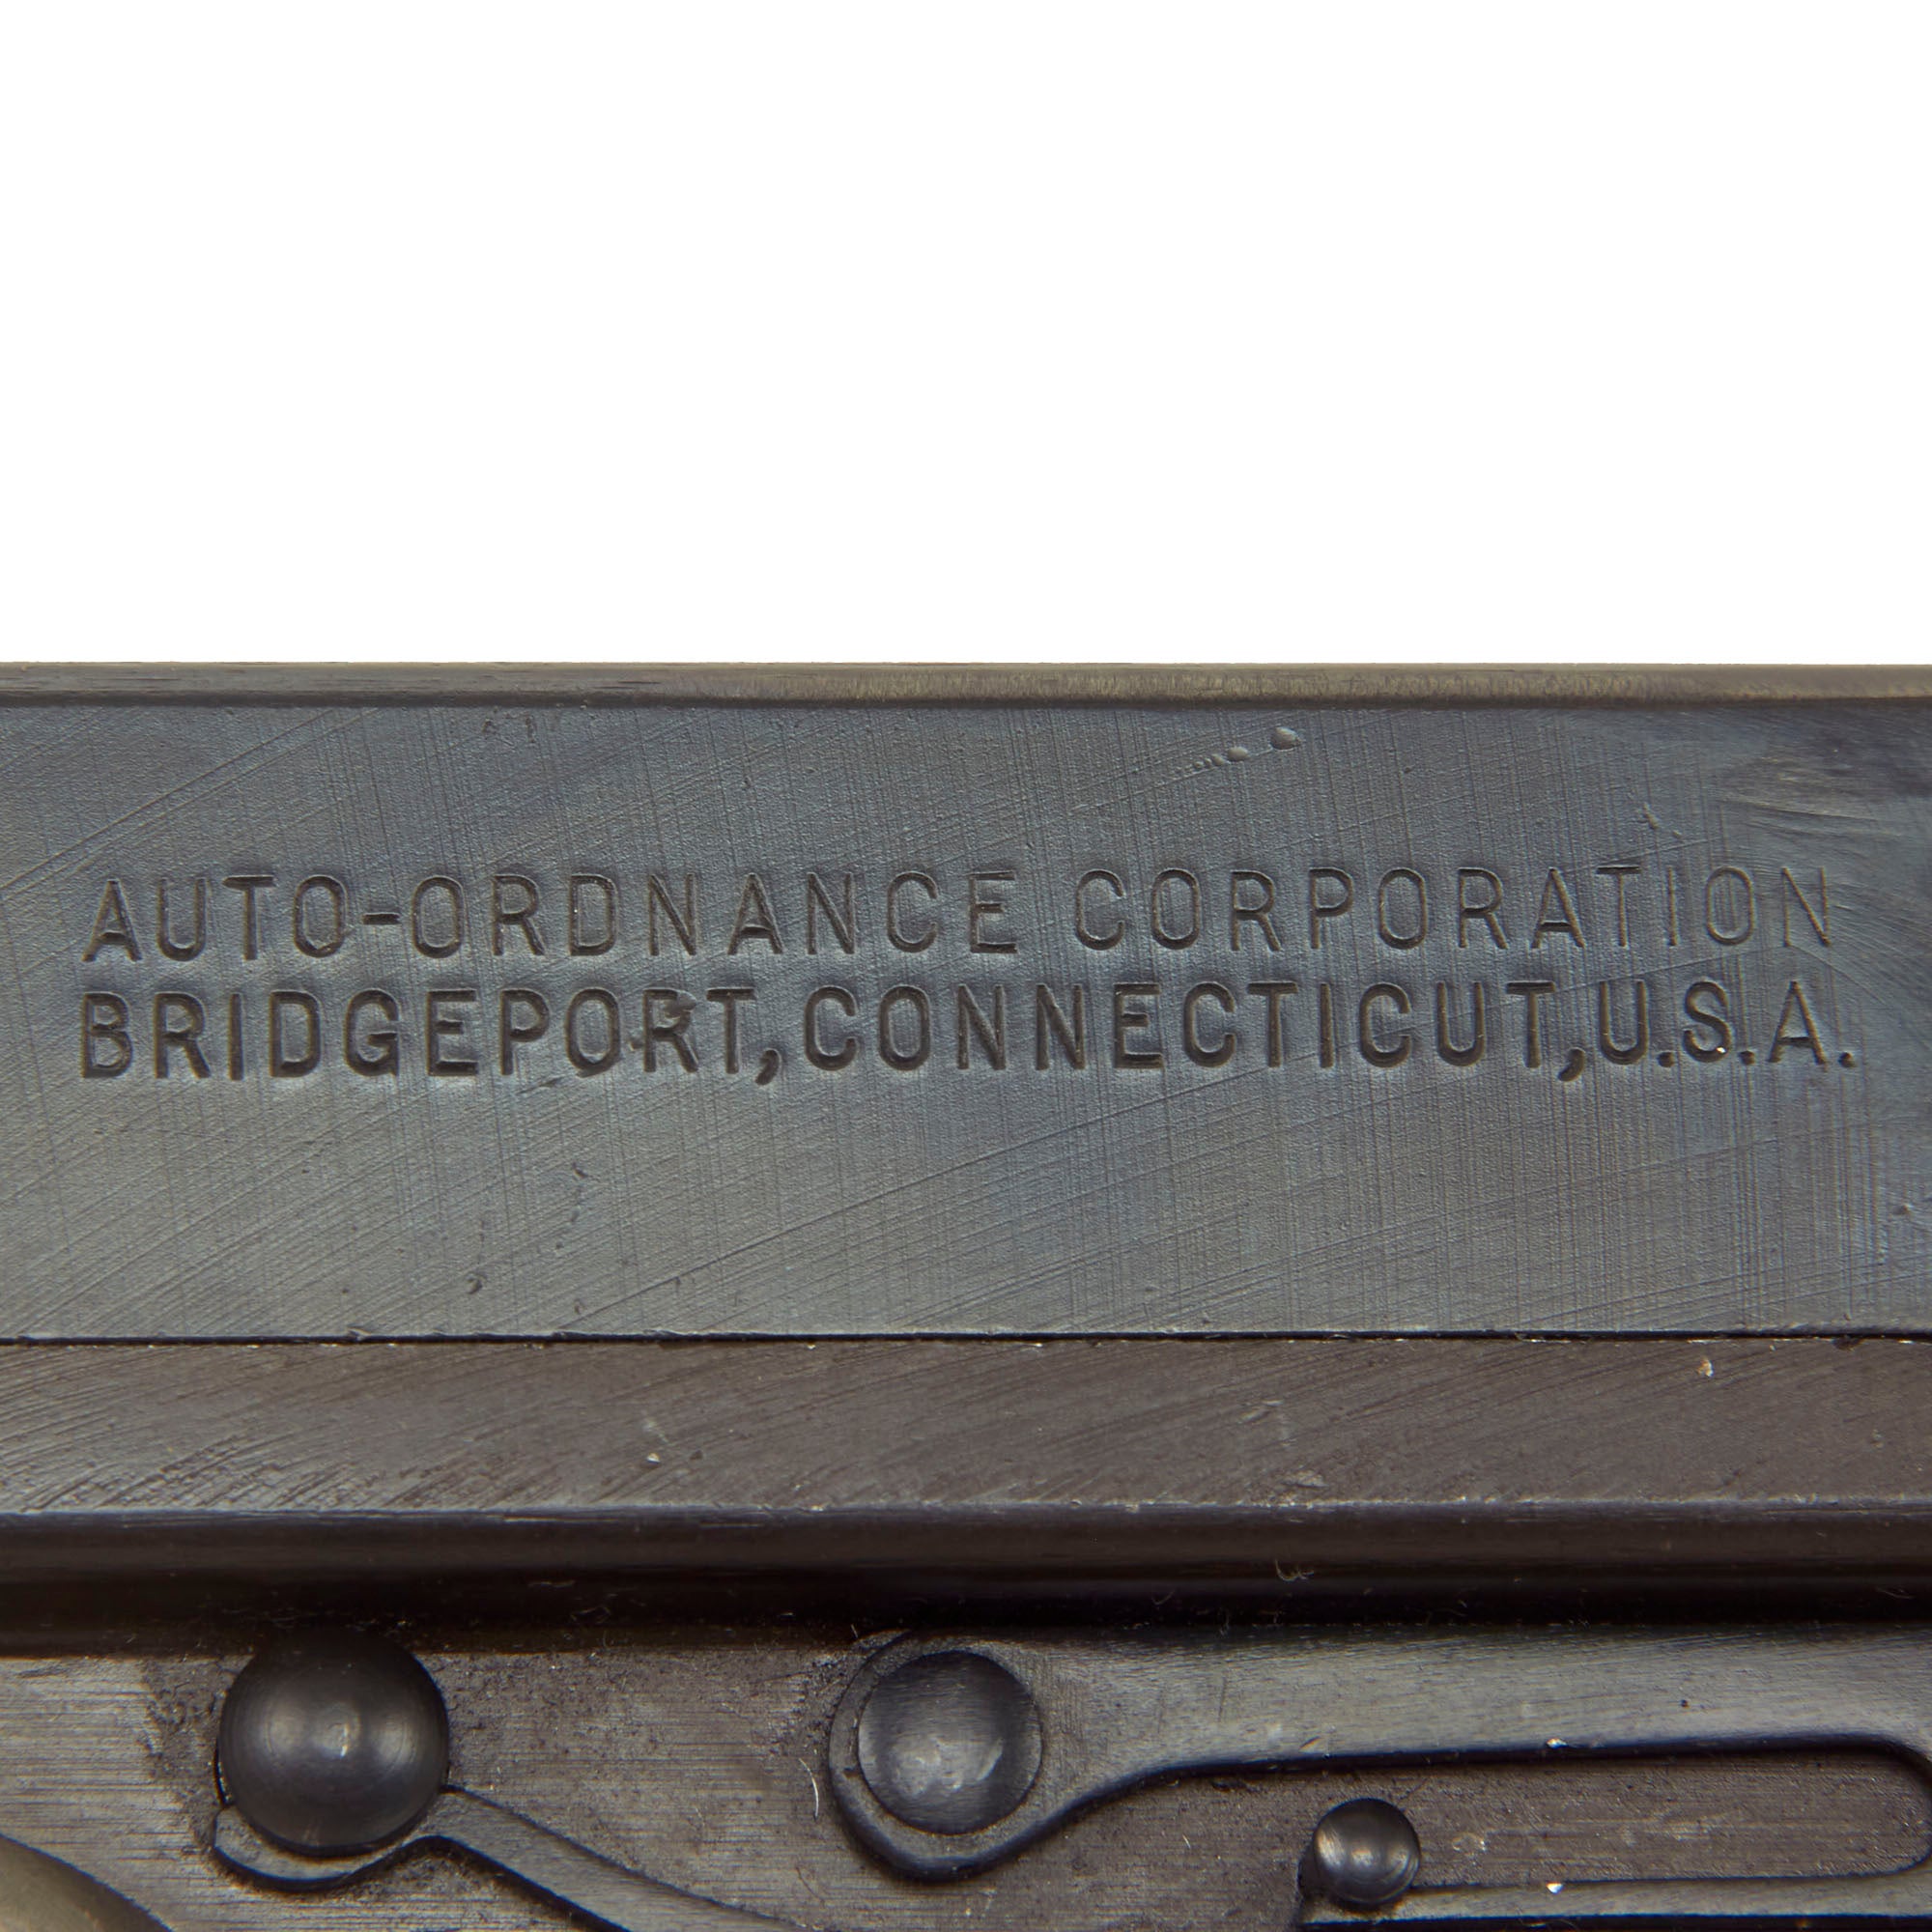 AUTO-ORDNANCE CORPORATION
BRIDGEPORT, CONNECTICUT, U.S.A.